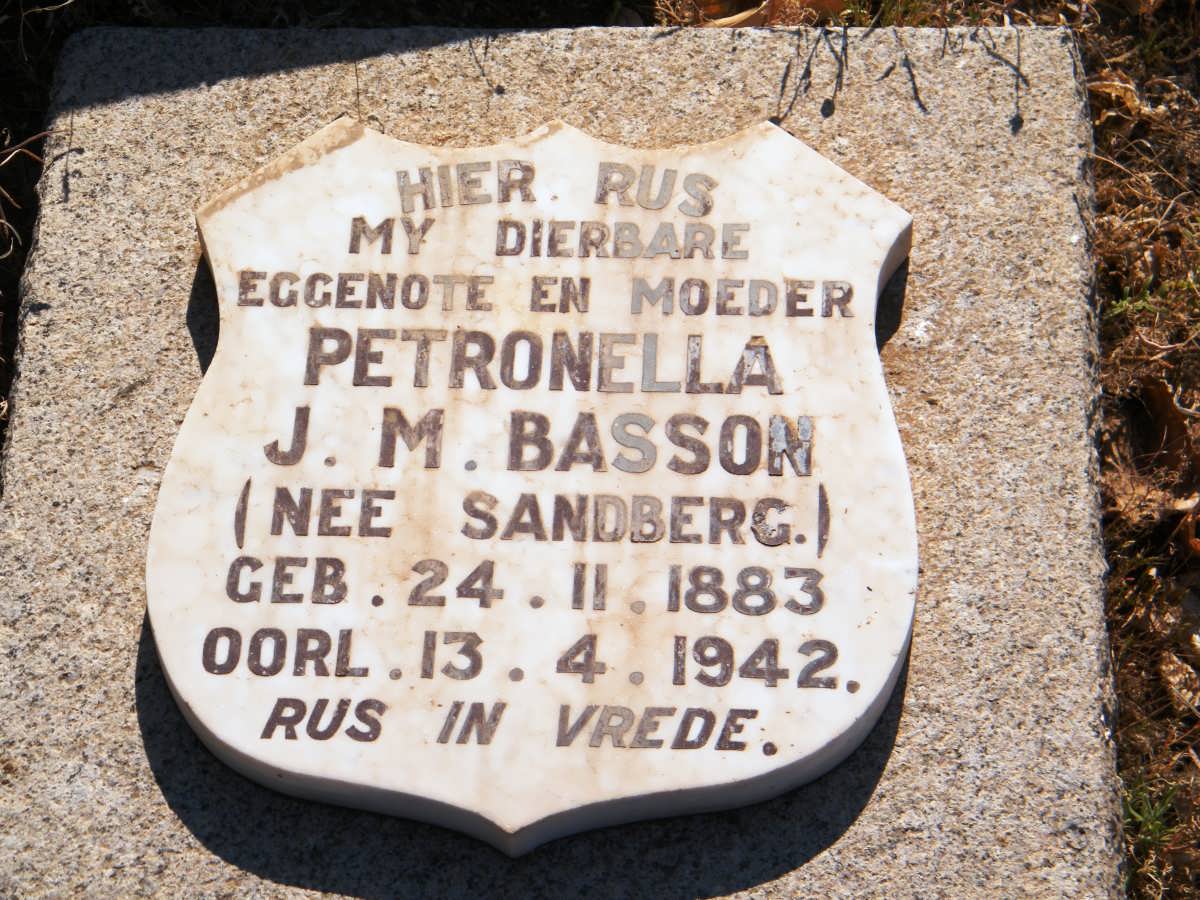 HIER RUS
MY DIERBARE
EGGENOTE EN MOEDER
PETRONELLA
J. M. BASSON
(NEE SANDBERG.)
GEB. 24. 11. 1883
OORL. 13. 4. 1942.
RUS IN VREDE.